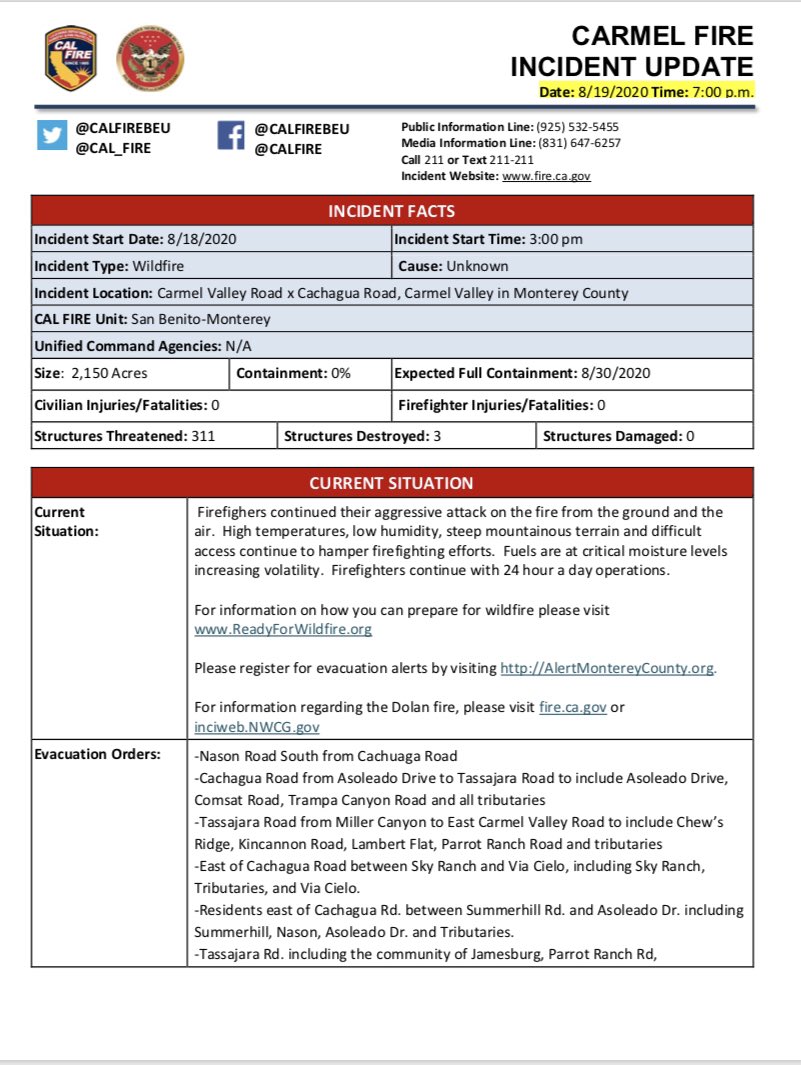 CARMEL FIRE
INCIDENT UPDATE
Date: 8/19/2020 Time: 7:00 p.m.
CAL
FIRE
SINCE 1885
@CALFIREBEU
@CAL_FIRE
@CALFIREBEU
@CALFIRE
Public Information Line: (925) 532-5455
Media Information Line: (831) 647-6257
Call 211 or Text 211-211
Incident Website: www.fire.ca.gov
INCIDENT FACTS
Incident Start Date: 8/18/2020
Incident Start Time: 3:00 pm
Incident Type: Wildfire
Cause: Unknown
Incident Location: Carmel Valley Road x Cachagua Road, Carmel Valley in Monterey County
CAL FIRE Unit: San Benito-Monterey
Unified Command Agencies: N/A
Size: 2,150 Acres
Containment: 0%
Expected Full Containment: 8/30/2020
Civilian Injuries/Fatalities: 0
Firefighter Injuries/Fatalities: 0
Structures Threatened: 311
Structures Destroyed: 3
Structures Damaged: 0
CURRENT SITUATION
Current
Situation:
Firefighers continued their aggressive attack on the fire from the ground and the
air. High temperatures, low humidity, steep mountainous terrain and difficult
access continue to hamper firefighting efforts. Fuels are at critical moisture levels
increasing volatility. Firefighters continue with 24 hour a day operations.
For information on how you can prepare for wildfire please visit
www.ReadyForWildfire.org
Please register for evacuation alerts by visiting http://AlertMontereyCounty.org.
For information regarding the Dolan fire, please visit fire.ca.gov or
inciweb.NWCG.gov
Evacuation Orders:
-Nason Road South from Cachuaga Road
-Cachagua Road from Asoleado Drive to Tassajara Road to include Asoleado Drive,
Comsat Road, Trampa Canyon Road and all tributaries
-Tassajara Road from Miller Canyon to East Carmel Valley Road to include Chew’s
Ridge, Kincannon Road, Lambert Flat, Parrot Ranch Road and tributaries
-East of Cachagua Road between Sky Ranch and Via Cielo, including Sky Ranch,
Tributaries, and Via Cielo.
-Residents east of Cachagua Rd. between Summerhill Rd. and Asoleado Dr. including
Summerhill, Nason, Asoleado Dr. and Tributaries.
-Tassajara Rd. including the community of Jamesburg, Parrot Ranch Rd,